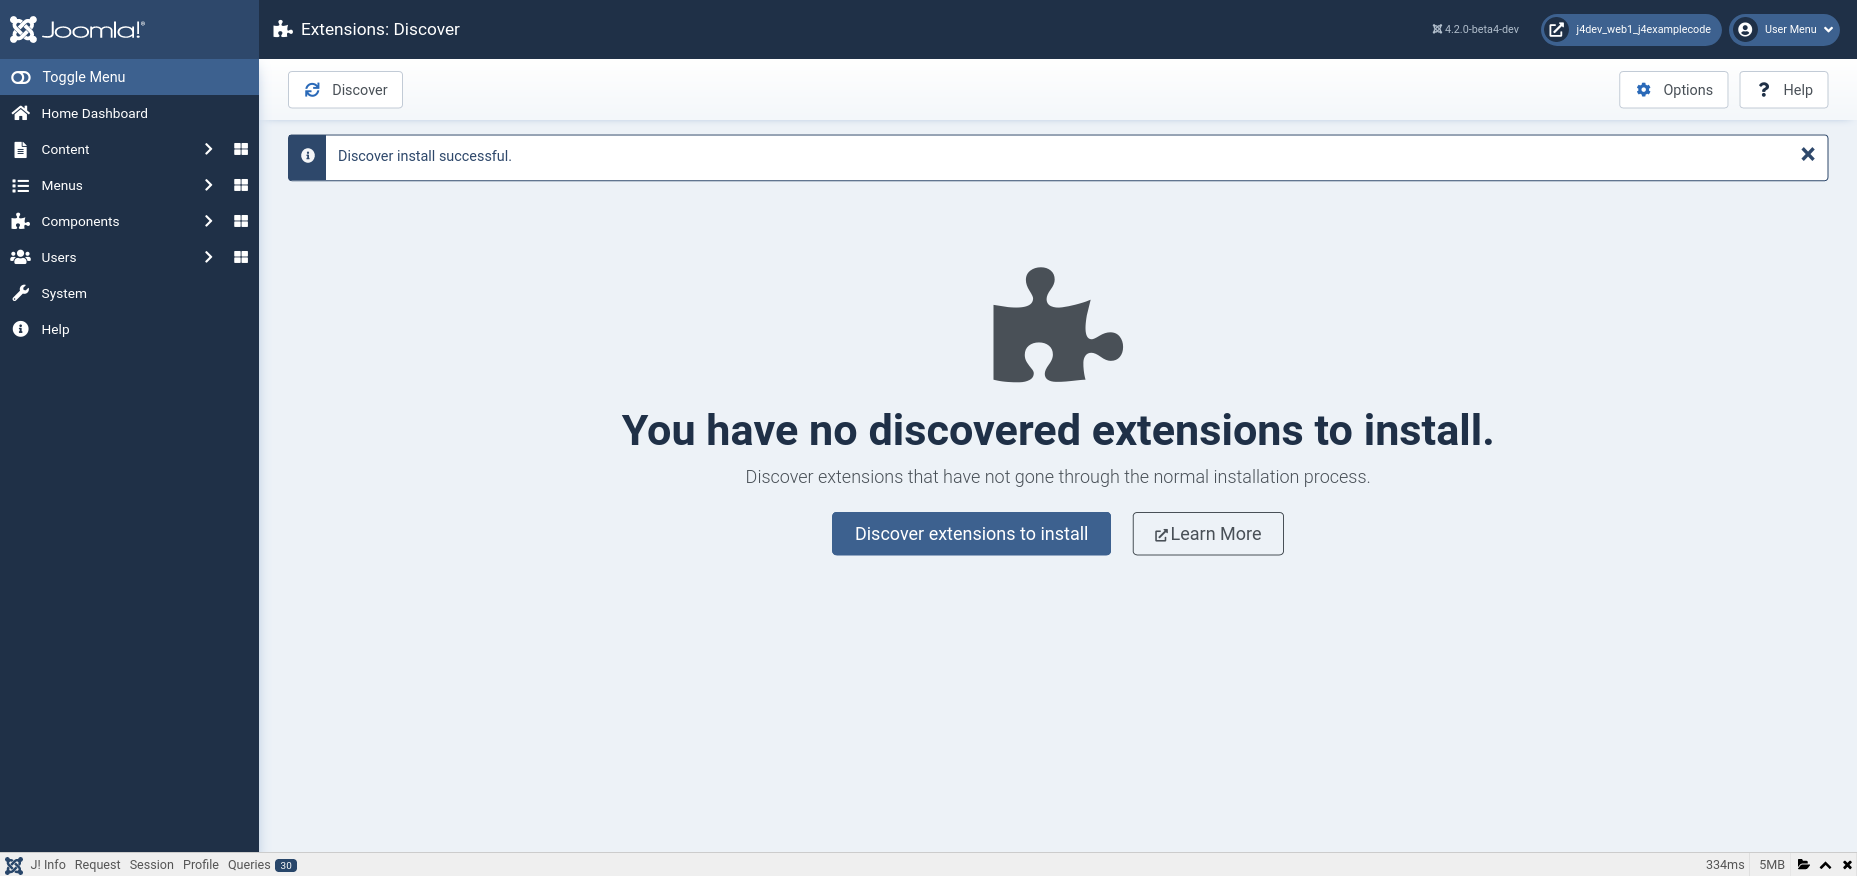 Joomla!®
Extensions: Discover
4.2.0-beta4-dev
j4dev_web1_j4examplecode
User Menu
Toggle Menu
Home Dashboard
Content
Menus
Components
Users
System
Help
Discover
Options
Help
Discover install successful.
You have no discovered extensions to install.
Discover extensions that have not gone through the normal installation process.
Discover extensions to install
Learn More
J! Info Request Session Profile Queries 30
334ms 5MB